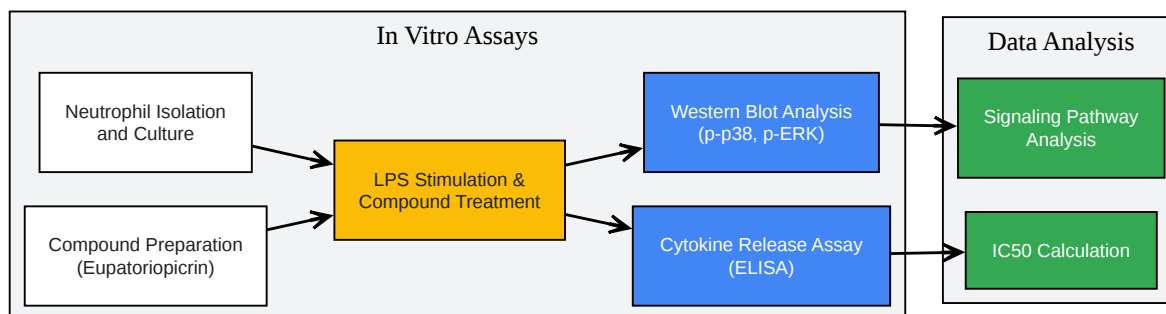 In Vitro Assays
Data Analysis
Neutrophil Isolation
and Culture
Compound Preparation
(Eupatoriopicrin)
LPS Stimulation &
Compound Treatment
Western Blot Analysis
(p-p38, p-ERK)
Cytokine Release Assay
(ELISA)
Signaling Pathway
Analysis
IC50 Calculation